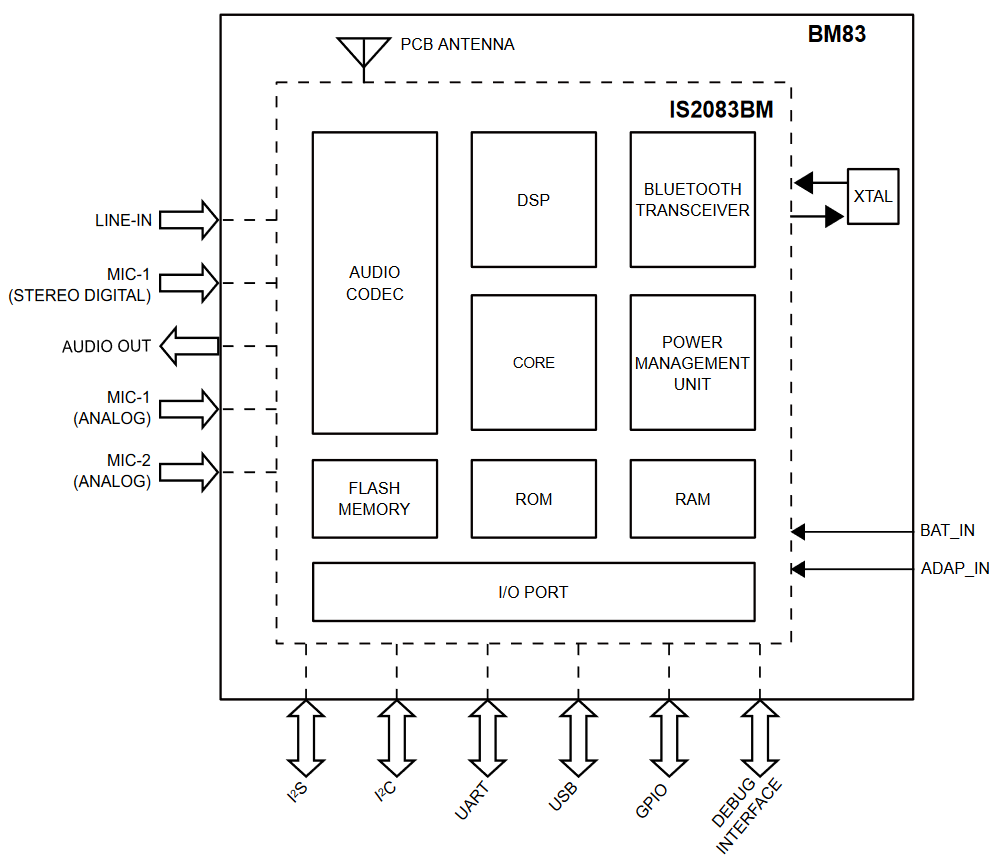 BM83
PCB ANTENNA
IS2083BM
LINE-IN
MIC-1
(STEREO DIGITAL)
AUDIO OUT
MIC-1
(ANALOG)
MIC-2
(ANALOG)
AUDIO
CODEC
DSP
BLUETOOTH
TRANSCEIVER
XTAL
CORE
POWER
MANAGEMENT
UNIT
FLASH
MEMORY
ROM
RAM
BAT_IN
ADAP_IN
I/O PORT
I²S
I²C
UART
USB
GPIO
DEBUG
INTERFACE